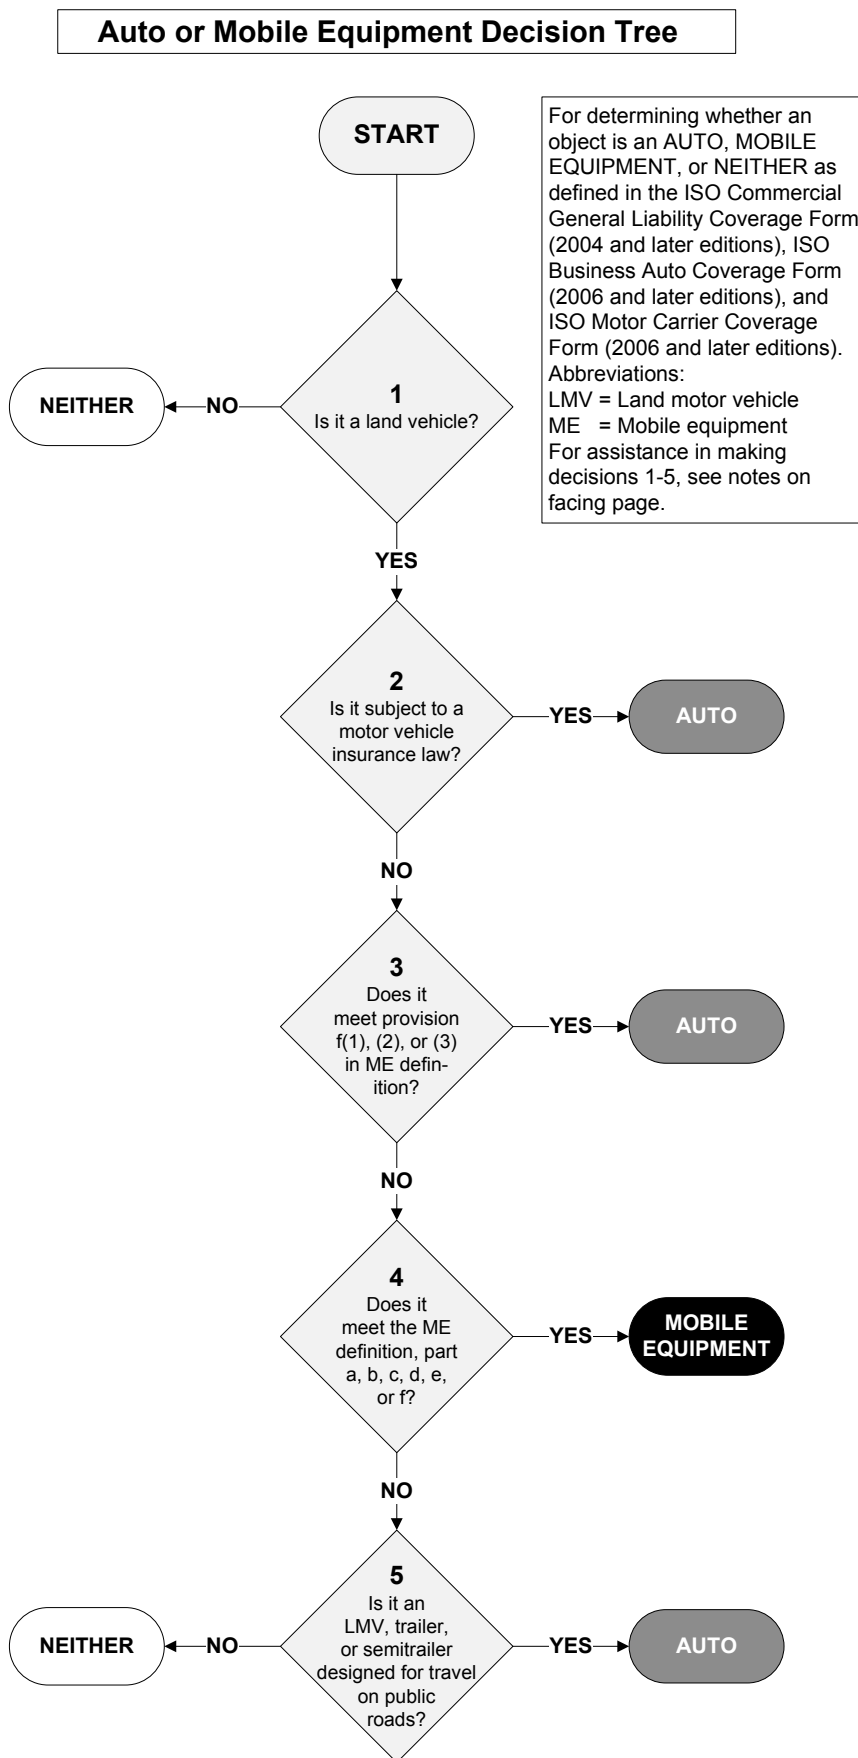 Auto or Mobile Equipment Decision Tree
START
For determining whether an
object is an AUTO, MOBILE
EQUIPMENT, or NEITHER as
defined in the ISO Commercial
General Liability Coverage Form
(2004 and later editions), ISO
Business Auto Coverage Form
(2006 and later editions), and
ISO Motor Carrier Coverage
Form (2006 and later editions).
Abbreviations:
LMV = Land motor vehicle
ME = Mobile equipment
For assistance in making
decisions 1-5, see notes on
facing page.
1
Is it a land vehicle?
NO
NEITHER
YES
2
Is it subject to a
motor vehicle
insurance law?
YES
AUTO
NO
3
Does it
meet provision
f(1), (2), or (3)
in ME defin-
ition?
YES
AUTO
NO
4
Does it
meet the ME
definition, part
a, b, c, d, e,
or f?
YES
MOBILE
EQUIPMENT
NO
5
Is it an
LMV, trailer,
or semitrailer
designed for travel
on public
roads?
NO
NEITHER
YES
AUTO